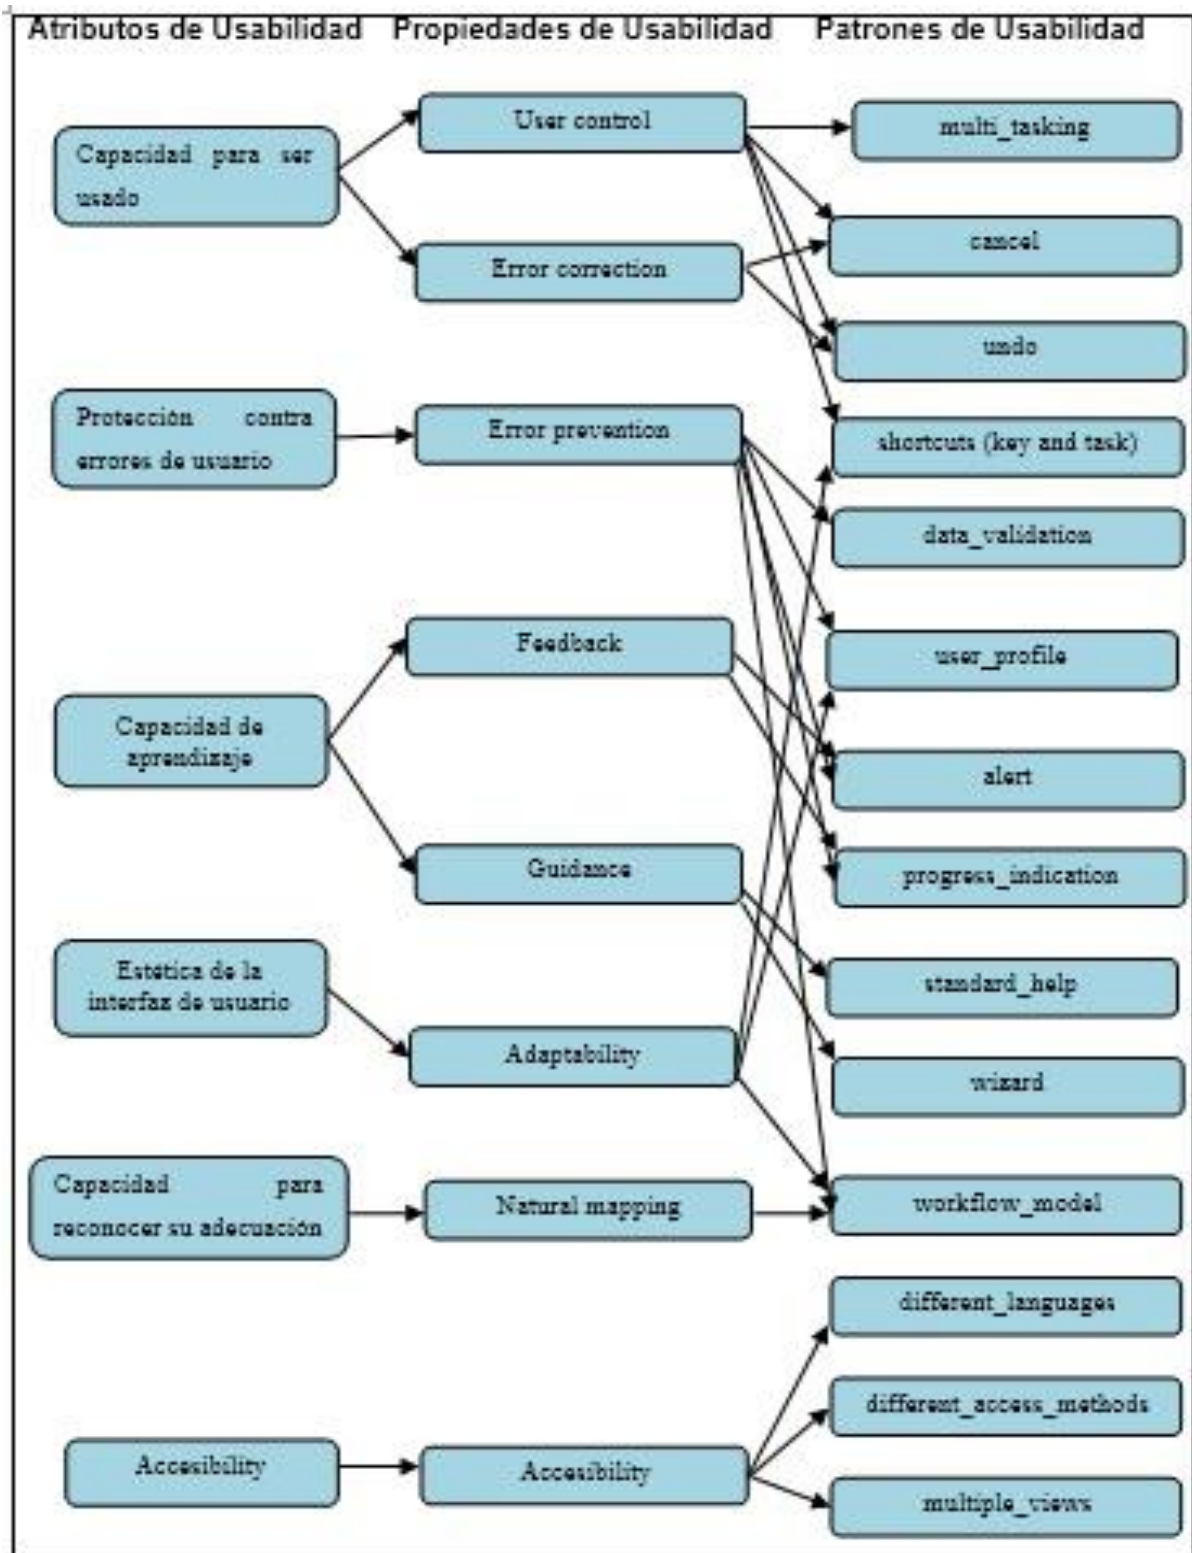 Atributos de Usabilidad
Propiedades de Usabilidad
Patrones de Usabilidad
Capacidad para ser
usado
Protección contra
errores de usuario
Capacidad de
aprendizaje
Estética de la
interfaz de usuario
Capacidad para
reconocer su adecuación
Accesibility
User control
Error correction
Error prevention
Feedback
Guidance
Adaptability
Natural mapping
Accesibility
multi_tasking
cancel
undo
shortcuts (key and task)
data_validation
user_profile
alert
progress_indication
standard_help
wizard
workflow_model
different_languages
different_access_methods
multiple_views